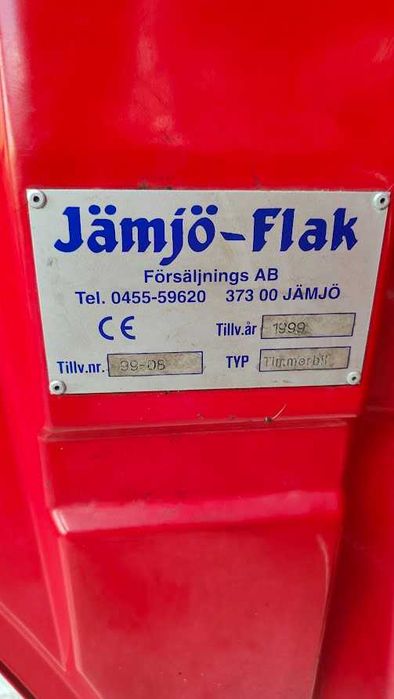 Jämjö-Flak
Försäljnings AB
Tel. 0455-59620 373 00 JÄMJÖ
CE Tillv.år 1999
Tillv.nr. 99-08 TYP Timmerbil